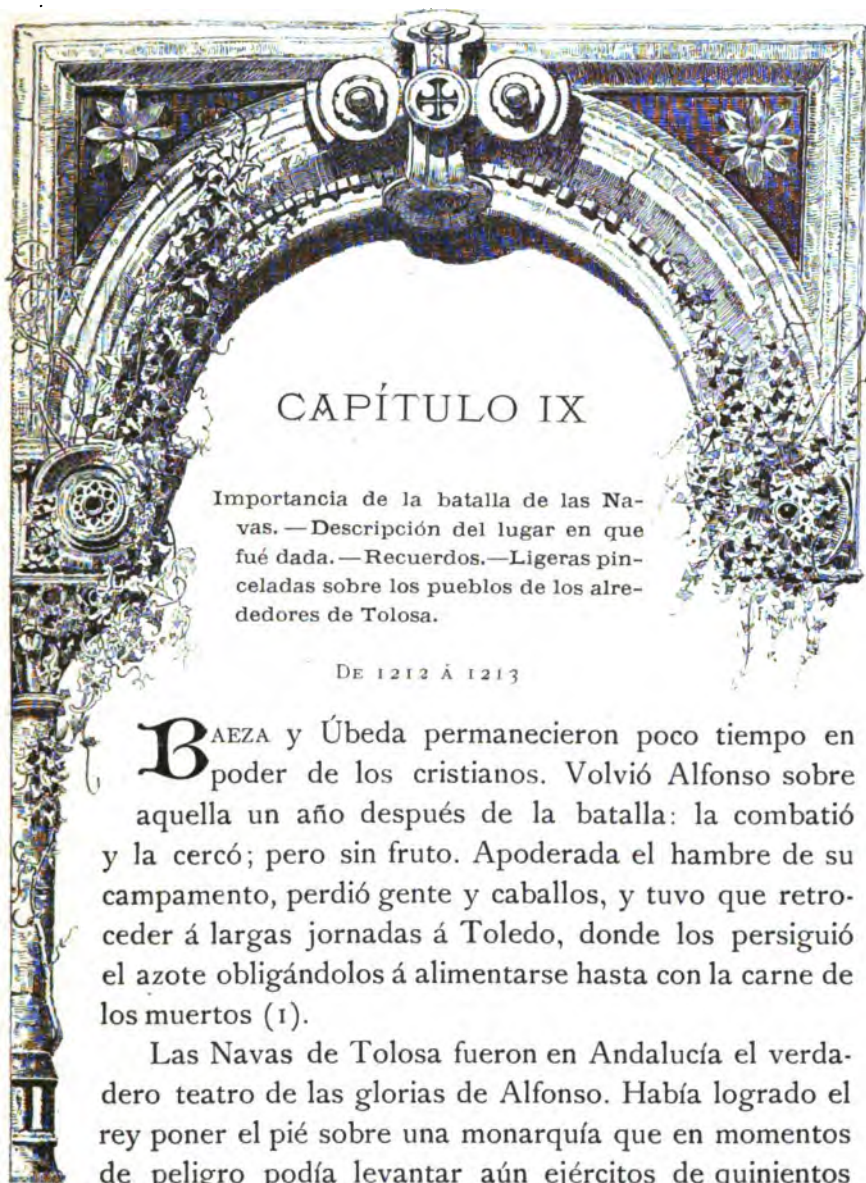 CAPÍTULO IX
Importancia de la batalla de las Na-
vas. — Descripción del lugar en que
fué dada. — Recuerdos. — Ligeras pin-
celadas sobre los pueblos de los alre-
dedores de Tolosa.
DE 1212 Á 1213
BAEZA y Úbeda permanecieron poco tiempo en
poder de los cristianos. Volvió Alfonso sobre
aquella un año después de la batalla: la combatió
y la cercó; pero sin fruto. Apoderada el hambre de su
campamento, perdió gente y caballos, y tuvo que retro-
ceder á largas jornadas á Toledo, donde los persiguió
el azote obligándolos á alimentarse hasta con la carne de
los muertos (1).
Las Navas de Tolosa fueron en Andalucía el verda-
dero teatro de las glorias de Alfonso. Había logrado el
rey poner el pié sobre una monarquía que en momentos
de peligro podía levantar aún ejércitos de quinientos